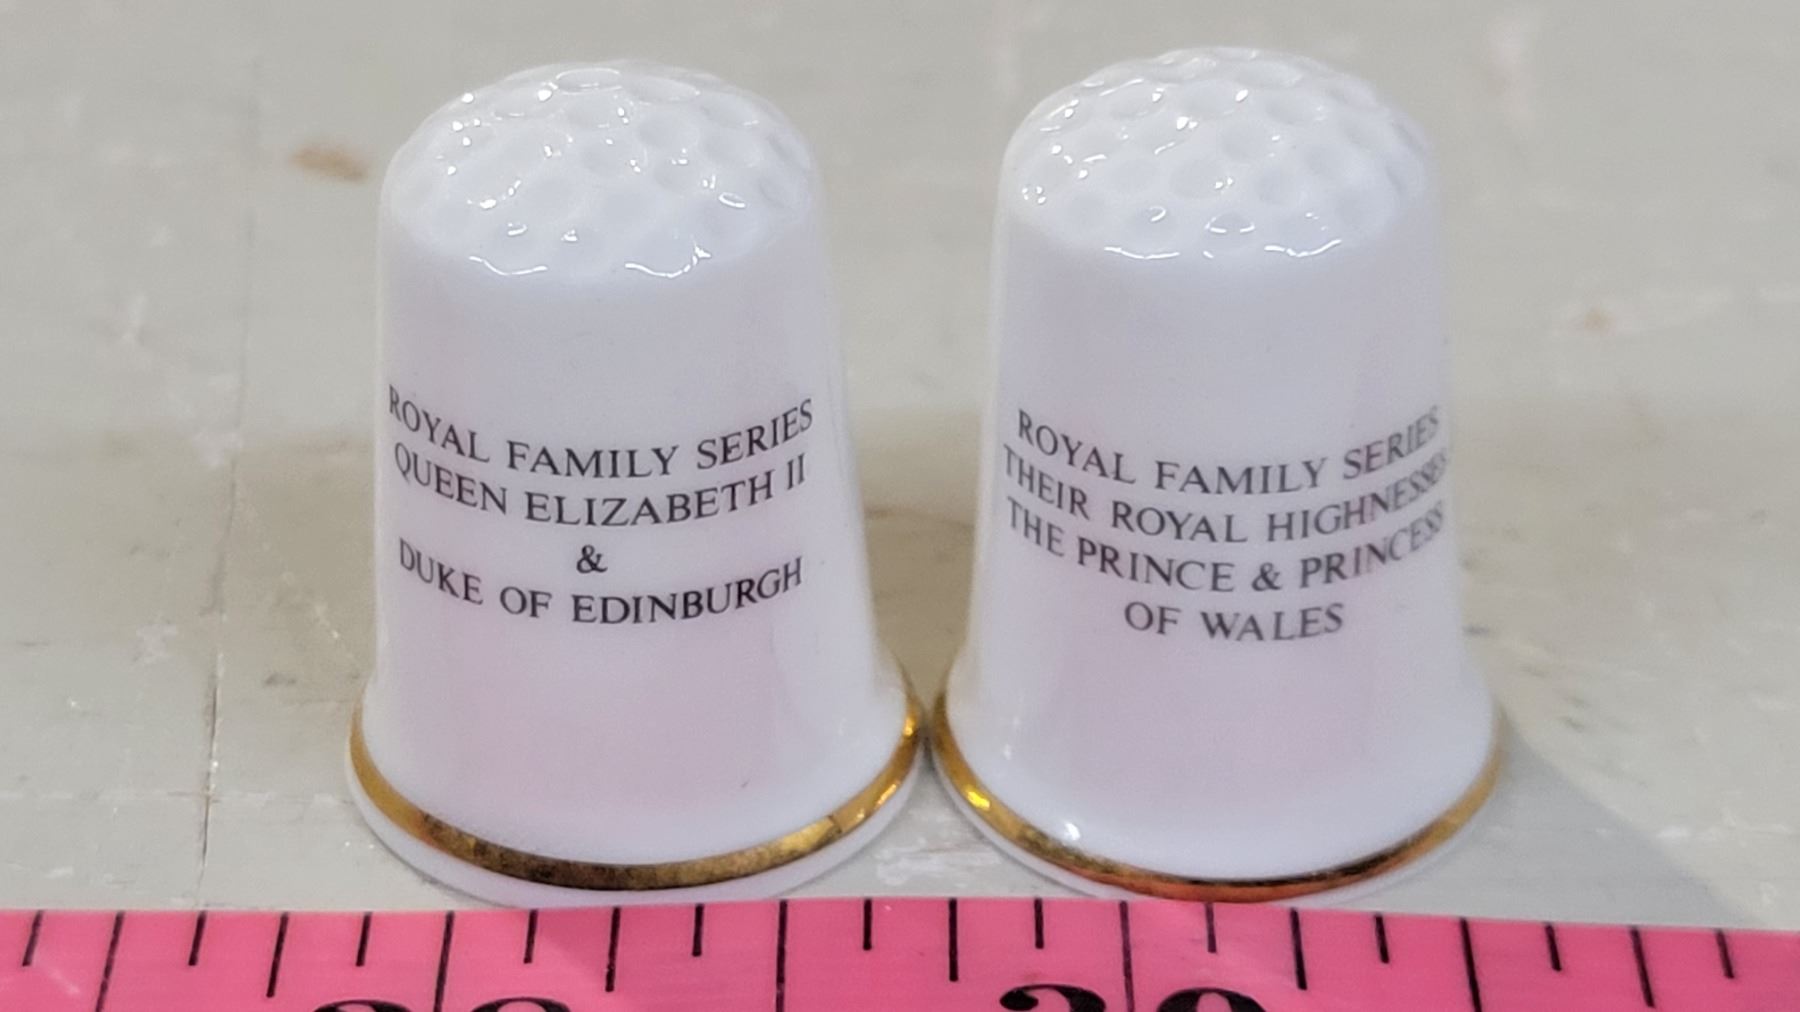 ROYAL FAMILY SERIES
QUEEN ELIZABETH II
&
DUKE OF EDINBURGH
ROYAL FAMILY SERIES
THEIR ROYAL HIGHNESSES
THE PRINCE & PRINCESS
OF WALES